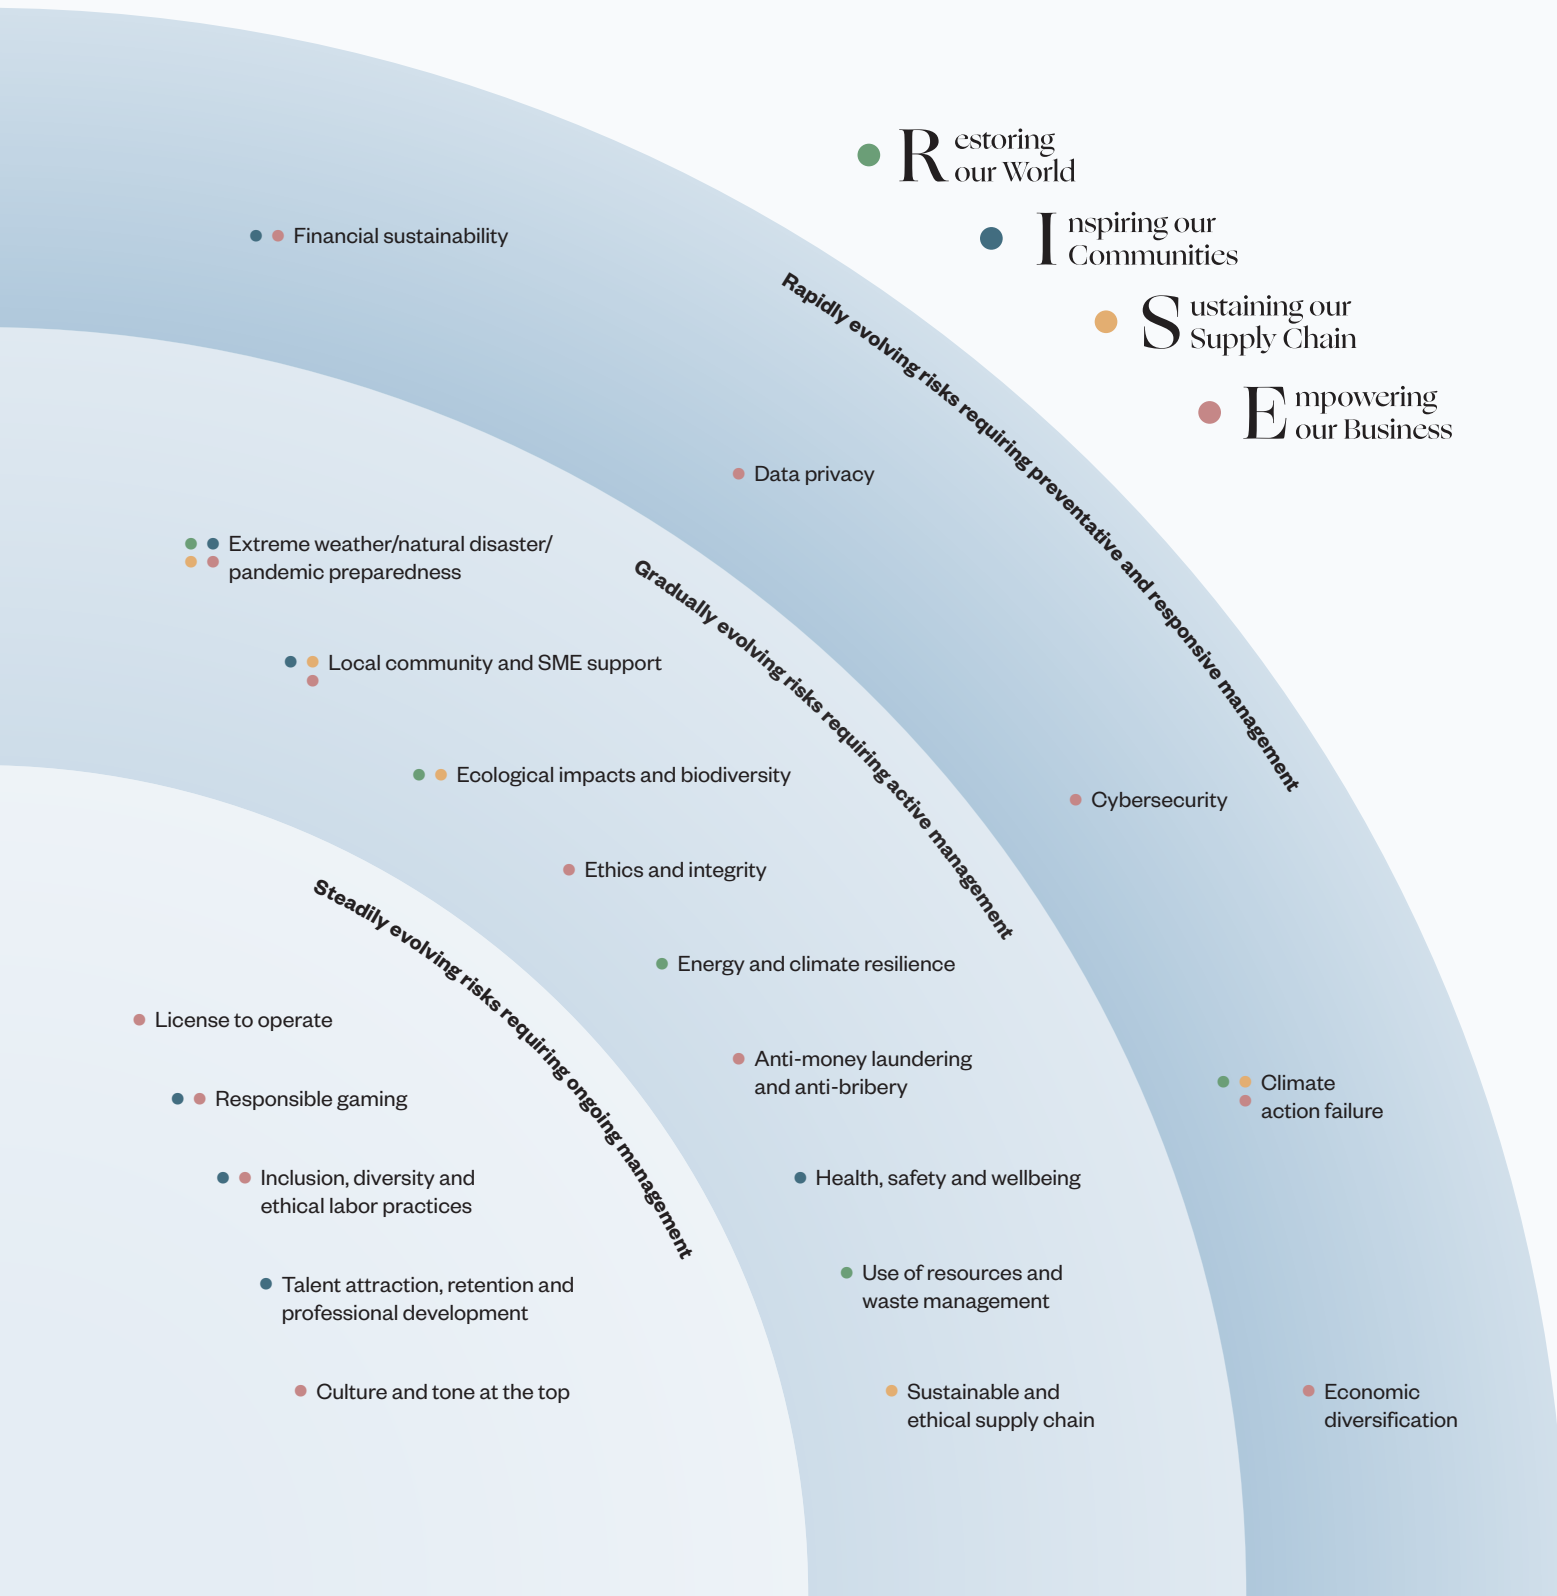 Restoring
our World
Inspiring our
Communities
Sustaining our
Supply Chain
Empowering
our Business
Rapidly evolving risks requiring preventative and responsive management
Financial sustainability
Data privacy
Cybersecurity
Climate
action failure
Economic
diversification
Gradually evolving risks requiring active management
Extreme weather/natural disaster/
pandemic preparedness
Local community and SME support
Ecological impacts and biodiversity
Ethics and integrity
Energy and climate resilience
Anti-money laundering
and anti-bribery
Health, safety and wellbeing
Use of resources and
waste management
Sustainable and
ethical supply chain
Steadily evolving risks requiring ongoing management
License to operate
Responsible gaming
Inclusion, diversity and
ethical labor practices
Talent attraction, retention and
professional development
Culture and tone at the top